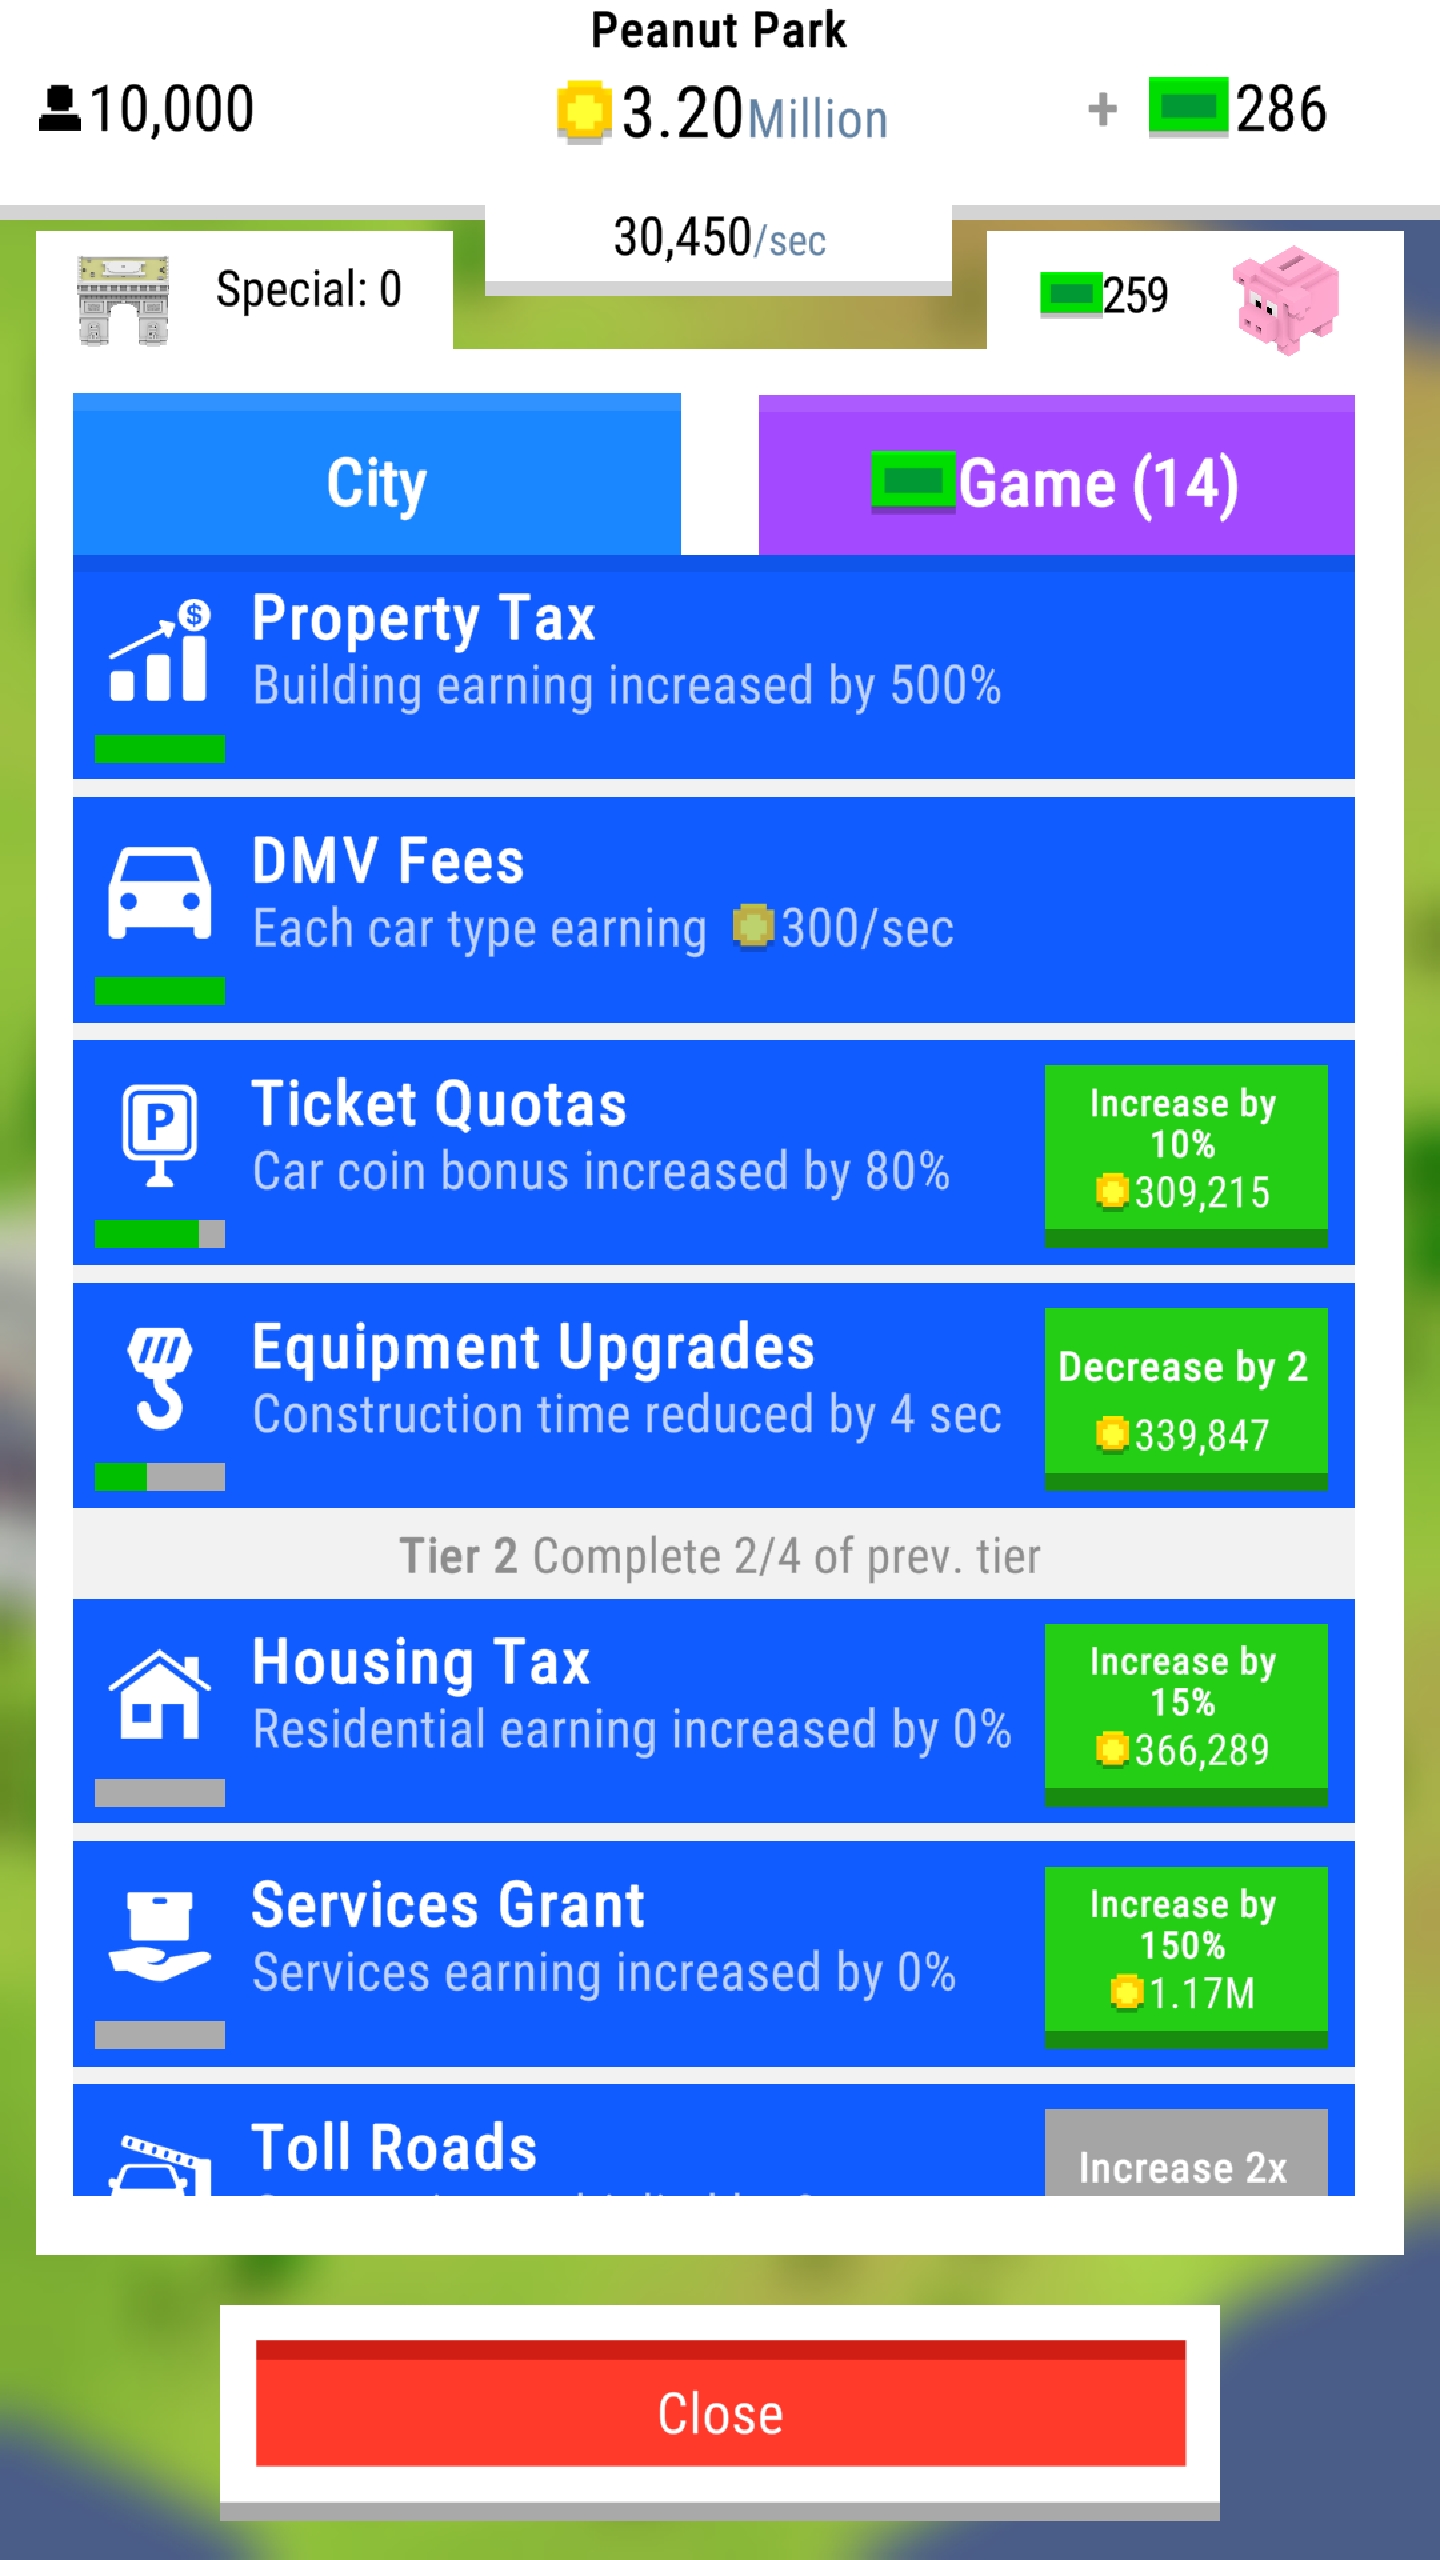 Peanut Park
10,000
3.20Million
+ 286
30,450/sec
Special: 0
259
City
Game (14)
$
Property Tax
Building earning increased by 500%
DMV Fees
Each car type earning 300/sec
P
Ticket Quotas
Car coin bonus increased by 80%
Increase by
10%
309,215
Equipment Upgrades
Construction time reduced by 4 sec
Decrease by 2
339,847
Tier 2 Complete 2/4 of prev. tier
Housing Tax
Residential earning increased by 0%
Increase by
15%
366,289
Services Grant
Services earning increased by 0%
Increase by
150%
1.17M
Toll Roads
Increase 2x
Close